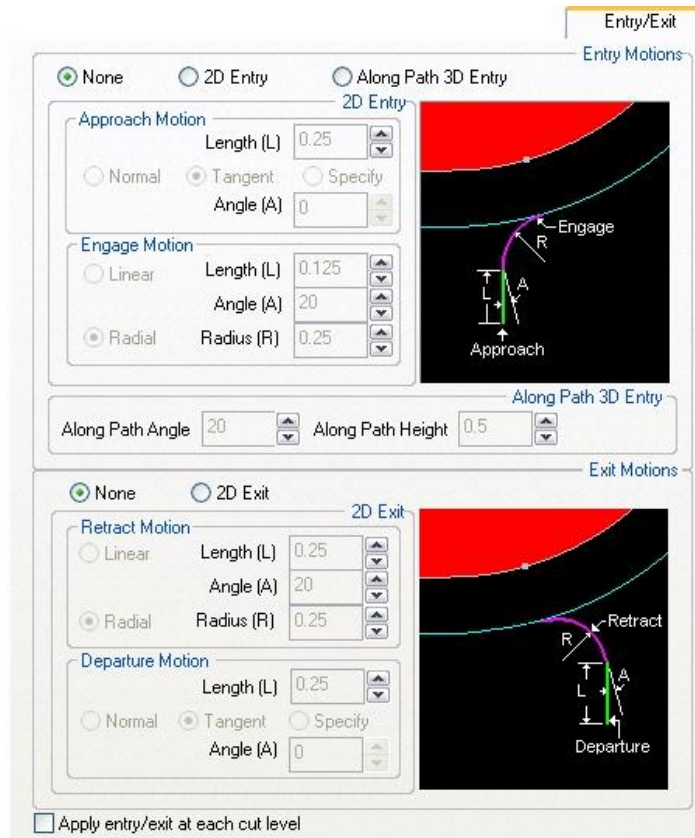 Entry/Exit
Entry Motions
None 2D Entry Along Path 3D Entry
2D Entry
Approach Motion
Length (L) 0.25
Normal Tangent Specify
Angle (A) 0
Engage Motion
Linear Length (L) 0.125
Angle (A) 20
Radial Radius (R) 0.25
Engage
R
L
A
Approach
Along Path 3D Entry
Along Path Angle 20 Along Path Height 0.5
Exit Motions
None 2D Exit
2D Exit
Retract Motion
Linear Length (L) 0.25
Angle (A) 20
Radial Radius (R) 0.25
Departure Motion
Length (L) 0.25
Normal Tangent Specify
Angle (A) 0
Retract
R
L
A
Departure
Apply entry/exit at each cut level